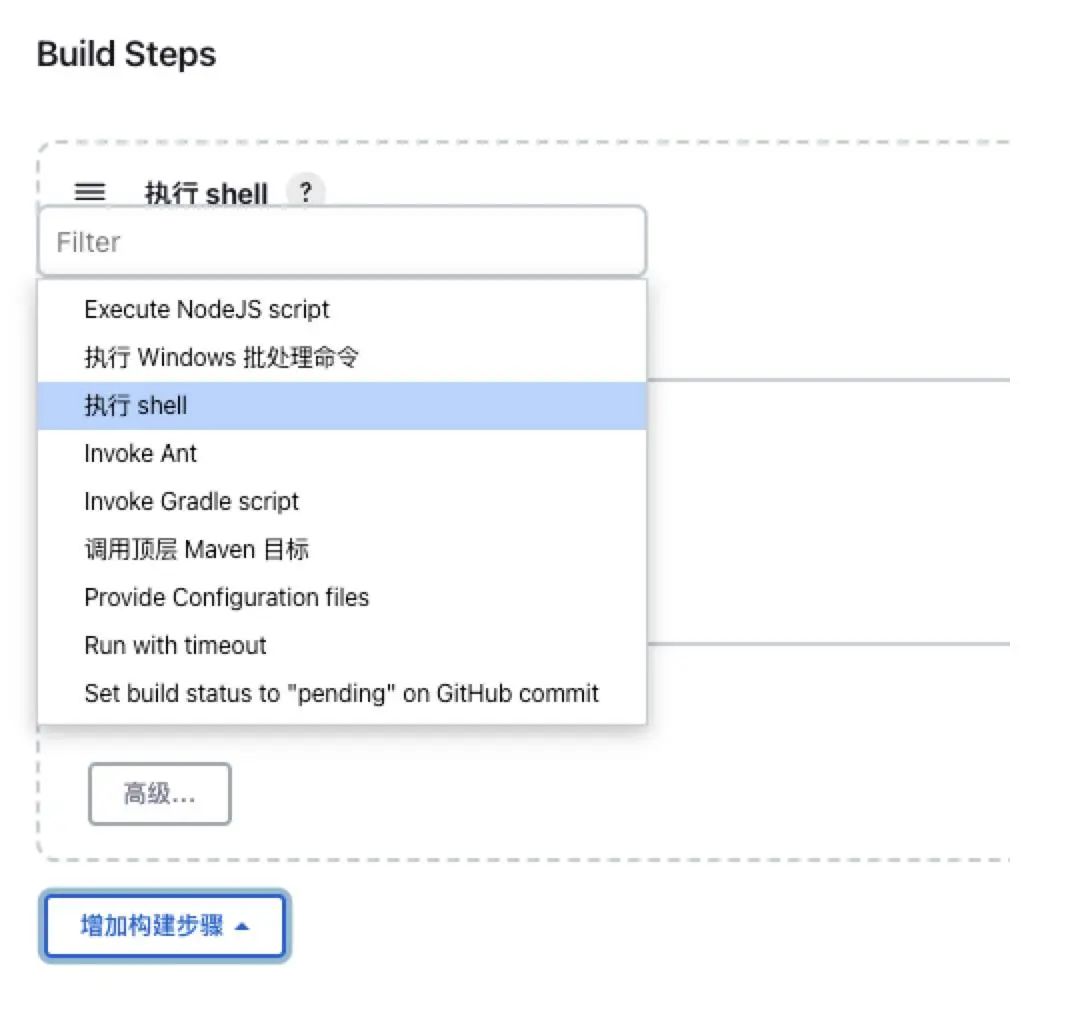 Build Steps
执行 shell ?
Filter
Execute NodeJS script
执行 Windows 批处理命令
执行 shell
Invoke Ant
Invoke Gradle script
调用顶层 Maven 目标
Provide Configuration files
Run with timeout
Set build status to "pending" on GitHub commit
高级...
增加构建步骤